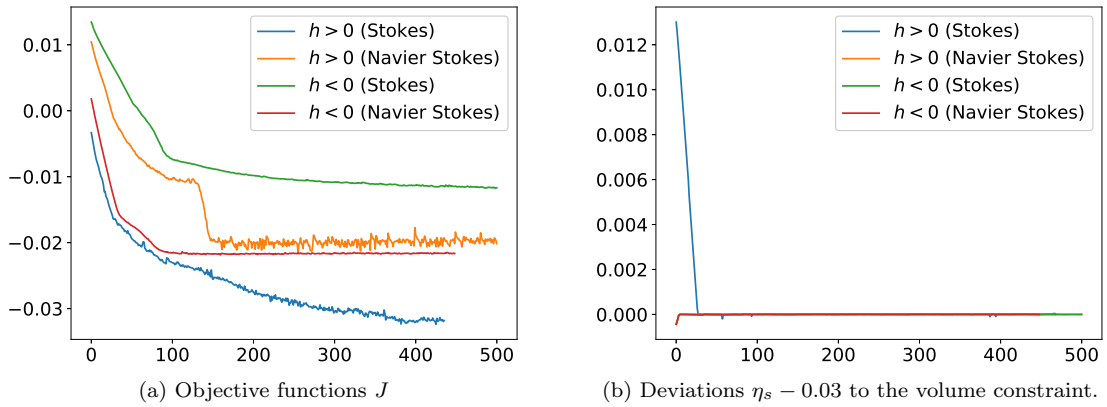 0.01
0.00
−0.01
−0.02
−0.03
0
100
200
300
400
500
h > 0 (Stokes)
h > 0 (Navier Stokes)
h < 0 (Stokes)
h < 0 (Navier Stokes)
(a) Objective functions J
0.012
0.010
0.008
0.006
0.004
0.002
0.000
0
100
200
300
400
500
h > 0 (Stokes)
h > 0 (Navier Stokes)
h < 0 (Stokes)
h < 0 (Navier Stokes)
(b) Deviations ηs − 0.03 to the volume constraint.